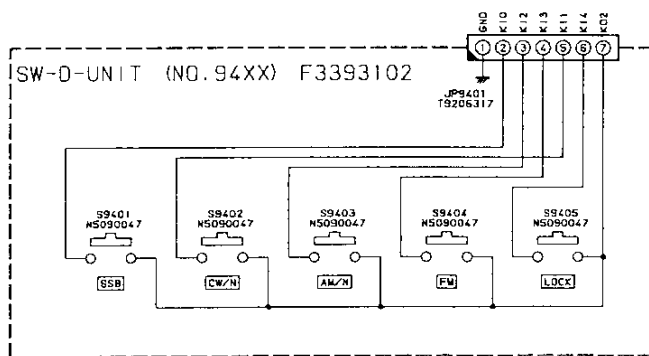 GND KI0 KI2 KI3 KI1 KI4 KO2
1 2 3 4 5 6 7
SW-D-UNIT (NO.94XX) F3393102
JP9401
T9206317
S9401 S9402 S9403 S9404 S9405
N5090047 N5090047 N5090047 N5090047 N5090047
SSB CW/N AM/N FM LOCK